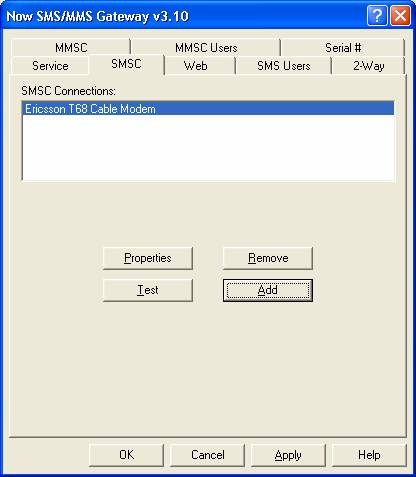 Now SMS/MMS Gateway v3.10
MMSC MMSC Users Serial #
Service SMSC Web SMS Users 2-Way
SMSC Connections:
Ericsson T68 Cable Modem
Properties Remove
Test Add
OK Cancel Apply Help